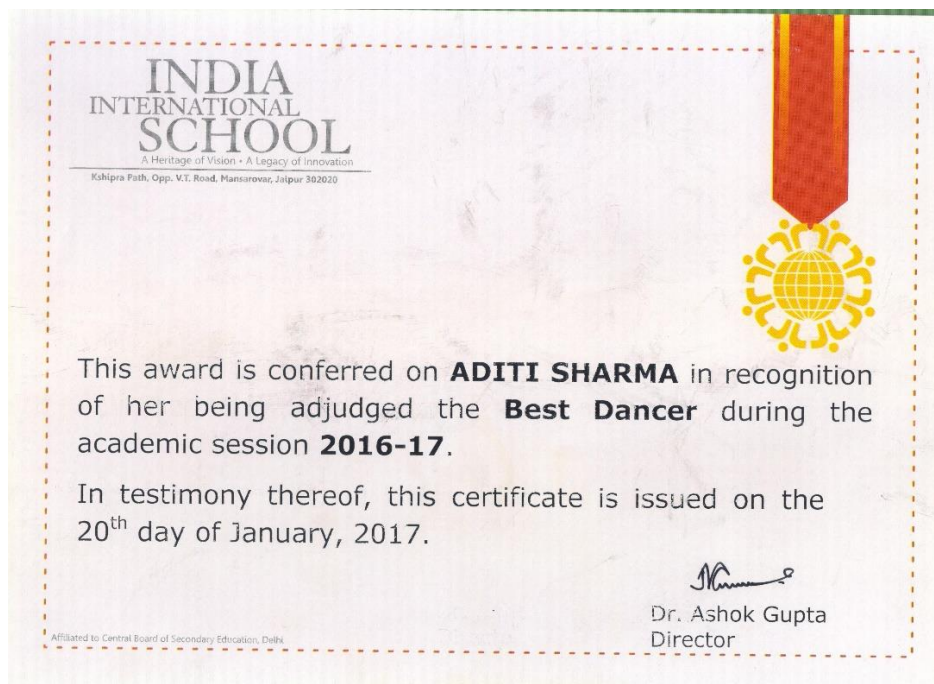 INDIA
INTERNATIONAL
SCHOOL
A Heritage of Vision • A Legacy of Innovation
Kshipra Path, Opp. V.T. Road, Mansarovar, Jaipur 302020
This award is conferred on ADITI SHARMA in recognition
of her being adjudged the Best Dancer during the
academic session 2016-17.
In testimony thereof, this certificate is issued on the
20th day of January, 2017.
Dr. Ashok Gupta
Director
Affiliated to Central Board of Secondary Education, Delhi